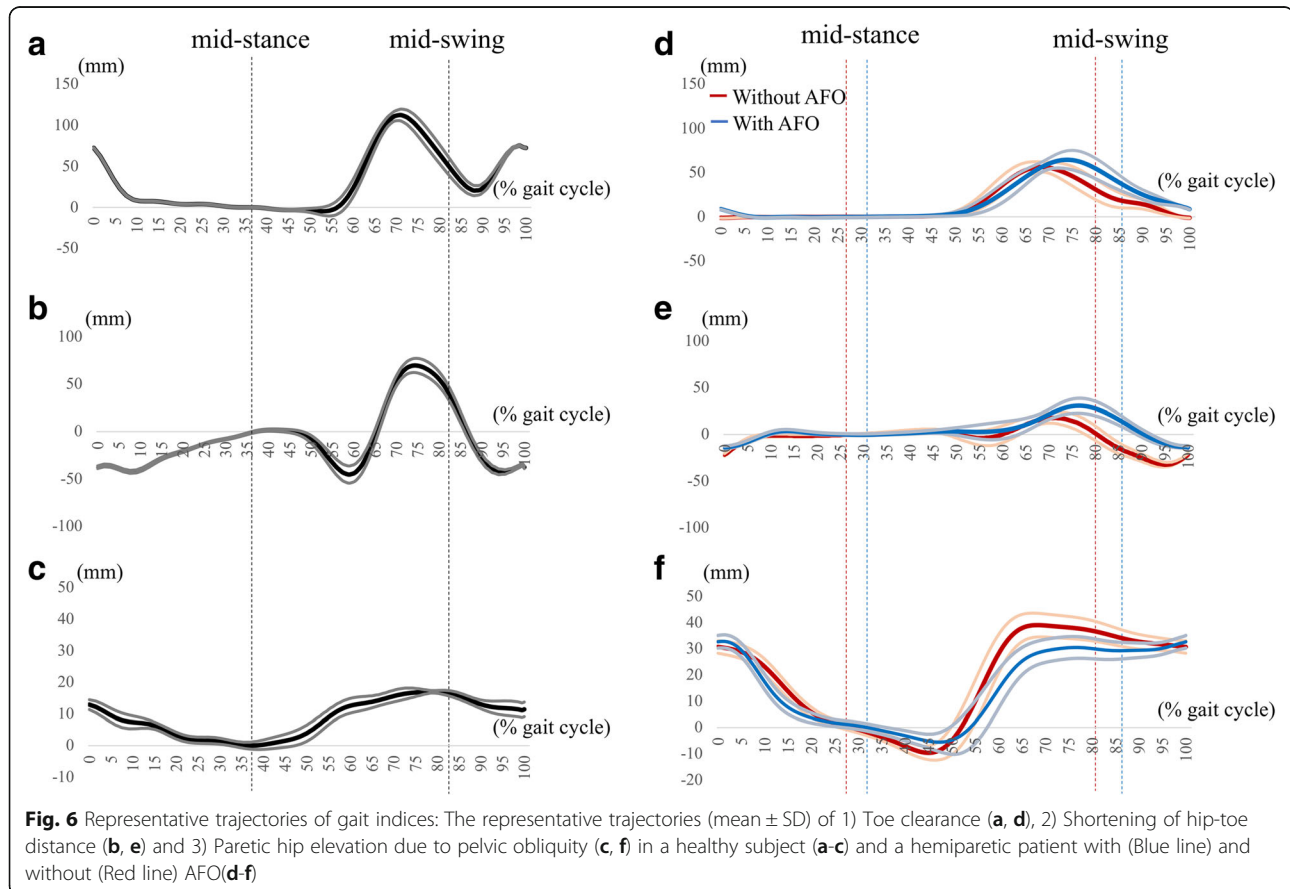 a
mid-stance
mid-swing
(mm)
150
100
50
0
-50
(% gait cycle)
0 5 10 15 20 25 30 35 40 45 50 55 60 65 70 75 80 85 90 95 100
b
(mm)
100
50
0
-50
-100
(% gait cycle)
0 5 10 15 20 25 30 35 40 45 50 55 60 65 70 75 80 85 90 95 100
c
(mm)
50
40
30
20
10
0
-10
(% gait cycle)
0 5 10 15 20 25 30 35 40 45 50 55 60 65 70 75 80 85 90 95 100
d
mid-stance
mid-swing
(mm)
150
100
50
0
-50
Without AFO
With AFO
(% gait cycle)
0 5 10 15 20 25 30 35 40 45 50 55 60 65 70 75 80 85 90 95 100
e
(mm)
100
50
0
-50
-100
(% gait cycle)
0 5 10 15 20 25 30 35 40 45 50 55 60 65 70 75 80 85 90 95 100
f
(mm)
50
40
30
20
10
0
-10
-20
(% gait cycle)
0 5 10 15 20 25 30 35 40 45 50 55 60 65 70 75 80 85 90 95 100
Fig. 6 Representative trajectories of gait indices: The representative trajectories (mean ± SD) of 1) Toe clearance (a, d), 2) Shortening of hip-toe
distance (b, e) and 3) Paretic hip elevation due to pelvic obliquity (c, f) in a healthy subject (a-c) and a hemiparetic patient with (Blue line) and
without (Red line) AFO(d-f)